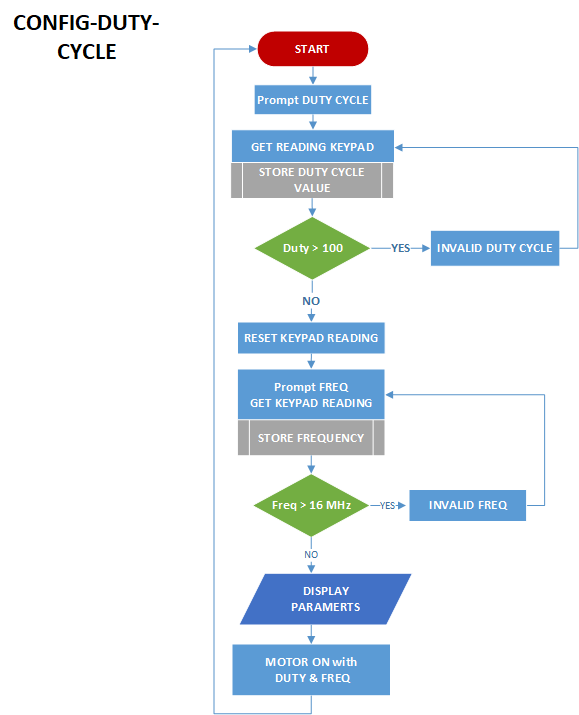 CONFIG-DUTY-
CYCLE
START
Prompt DUTY CYCLE
GET READING KEYPAD
STORE DUTY CYCLE
VALUE
Duty > 100
YES
INVALID DUTY CYCLE
NO
RESET KEYPAD READING
Prompt FREQ
GET KEYPAD READING
STORE FREQUENCY
Freq > 16 MHz
YES
INVALID FREQ
NO
DISPLAY
PARAMERTS
MOTOR ON with
DUTY & FREQ